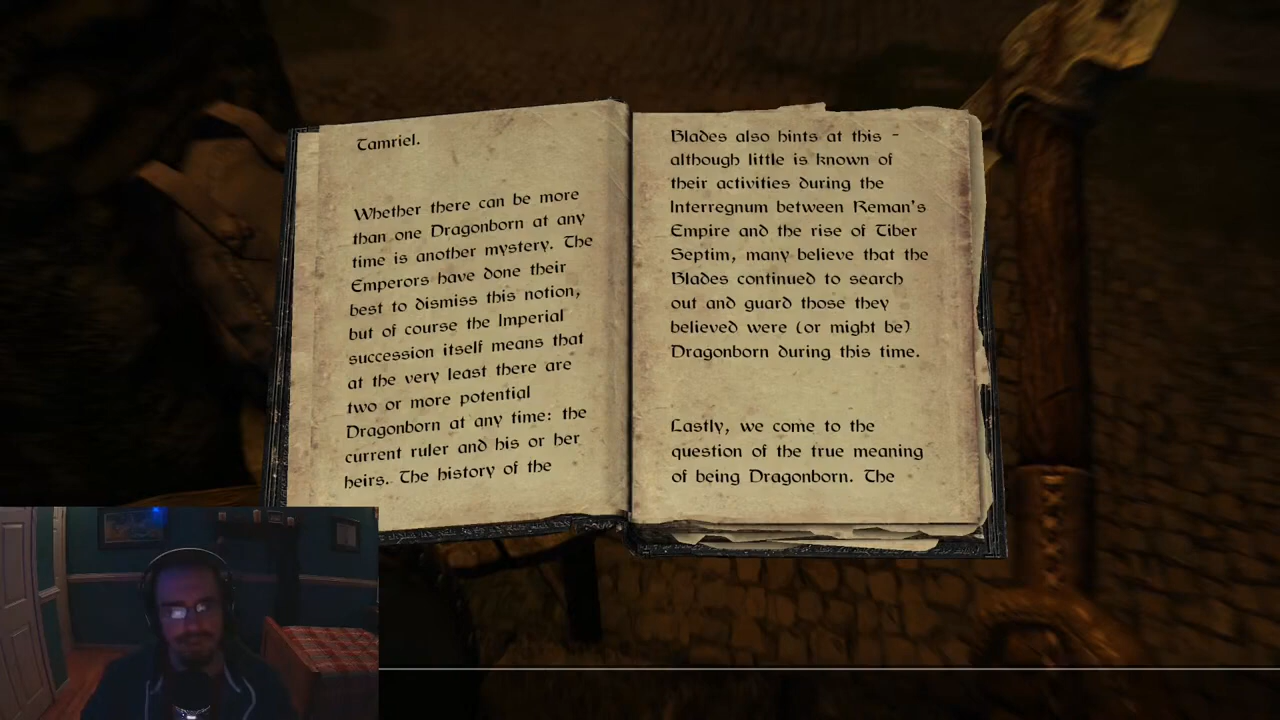 Tamriel.
Whether there can be more
than one Dragonborn at any
time is another mystery. The
Emperors have done their
best to dismiss this notion,
but of course the Imperial
succession itself means that
at the very least there are
two or more potential
Dragonborn at any time: the
current ruler and his or her
heirs. The history of the
Blades also hints at this -
although little is known of
their activities during the
Interregnum between Reman's
Empire and the rise of Tiber
Septim, many believe that the
Blades continued to search
out and guard those they
believed were (or might be)
Dragonborn during this time.
Lastly, we come to the
question of the true meaning
of being Dragonborn. The